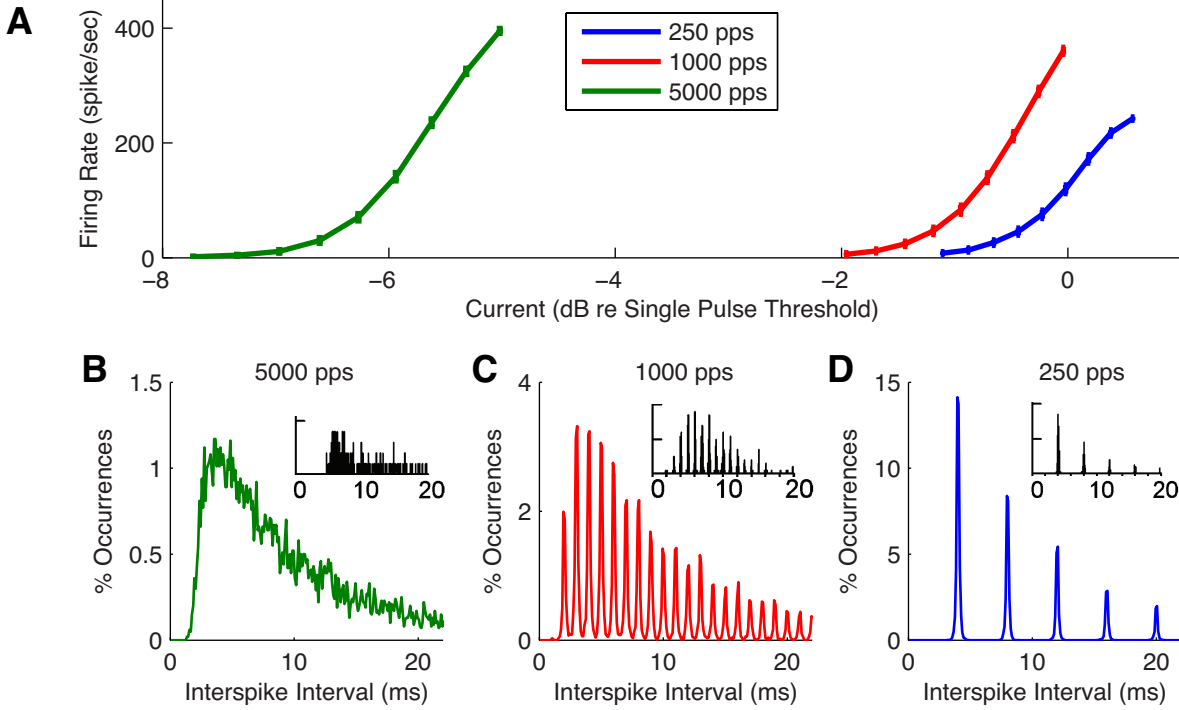 A
Firing Rate (spike/sec)
400
200
0
250 pps
1000 pps
5000 pps
−8 −6 −4 −2 0
Current (dB re Single Pulse Threshold)
B
5000 pps
% Occurrences
1.5
1
0.5
0
0 10 20
Interspike Interval (ms)
0 10 20
C
1000 pps
% Occurrences
4
2
0
0 10 20
Interspike Interval (ms)
0 10 20
D
250 pps
% Occurrences
15
10
5
0
0 10 20
Interspike Interval (ms)
0 10 20